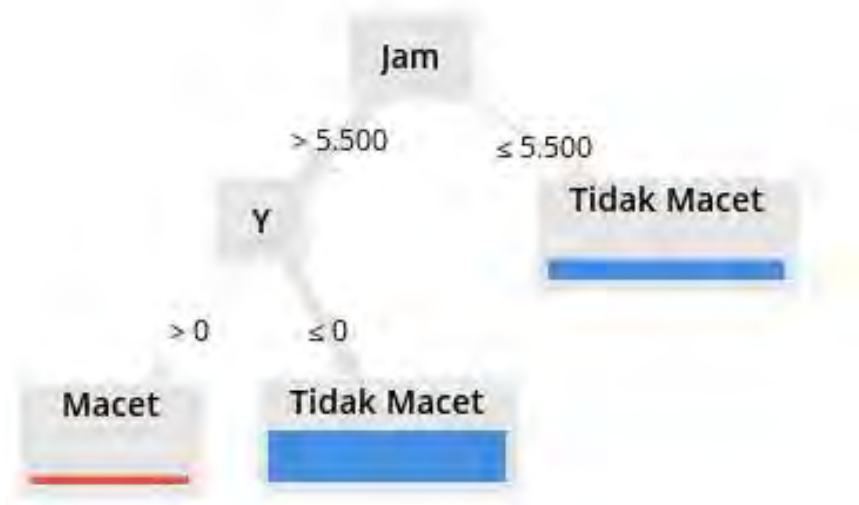 Jam
> 5.500
≤ 5.500
Tidak Macet
Y
> 0
≤ 0
Macet
Tidak Macet